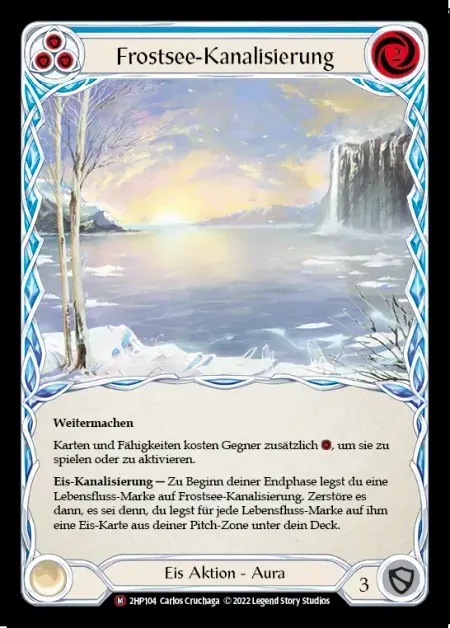 Frostsee-Kanalisierung
2
Weitermachen
Karten und Fähigkeiten kosten Gegner zusätzlich , um sie zu
spielen oder zu aktivieren.
Eis-Kanalisierung — Zu Beginn deiner Endphase legst du eine
Lebensfluss-Marke auf Frostsee-Kanalisierung. Zerstöre es
dann, es sei denn, du legst für jede Lebensfluss-Marke auf ihm
eine Eis-Karte aus deiner Pitch-Zone unter dein Deck.
Eis Aktion - Aura
3
M 2HP104 Carlos Cruchaga © 2022 Legend Story Studios